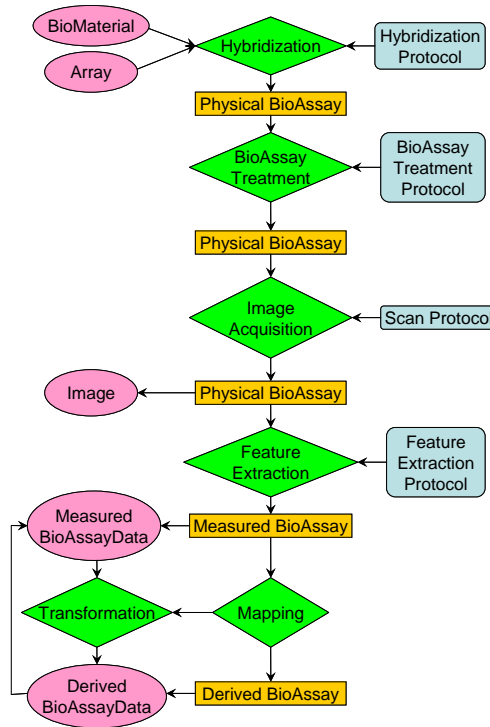 BioMaterial
Array
Hybridization
Hybridization
Protocol
Physical BioAssay
BioAssay
Treatment
BioAssay
Treatment
Protocol
Physical BioAssay
Image
Acquisition
Scan Protocol
Image
Physical BioAssay
Feature
Extraction
Feature
Extraction
Protocol
Measured
BioAssayData
Measured BioAssay
Transformation
Mapping
Derived
BioAssayData
Derived BioAssay